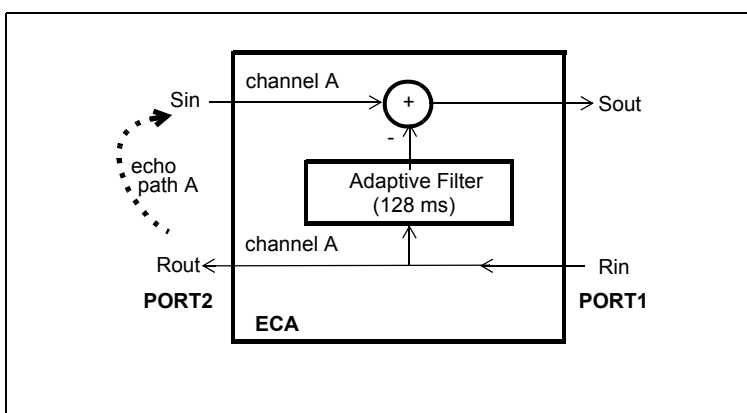 channel A
Sin
+
Sout
-
echo
path A
Adaptive Filter
(128 ms)
channel A
Rout
Rin
PORT2
PORT1
ECA